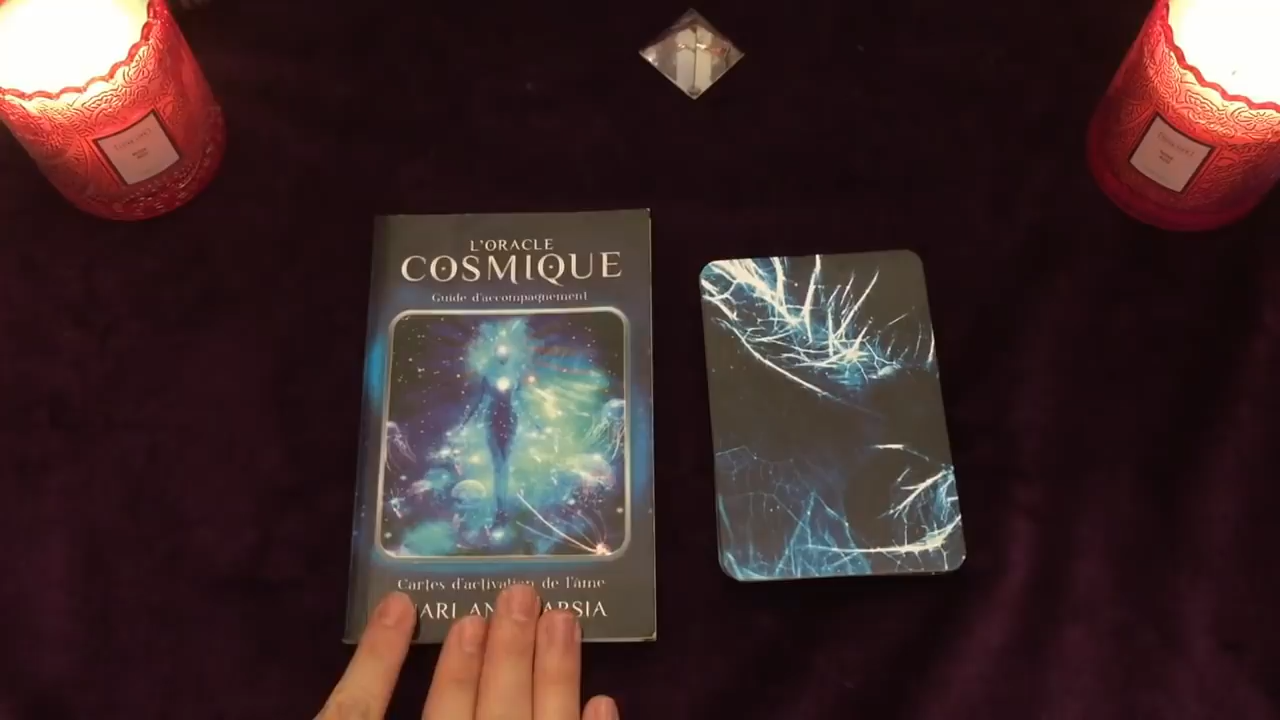 L'ORACLE
COSMIQUE
Guide d'accompagnement
Cartes d'activation de l'âme